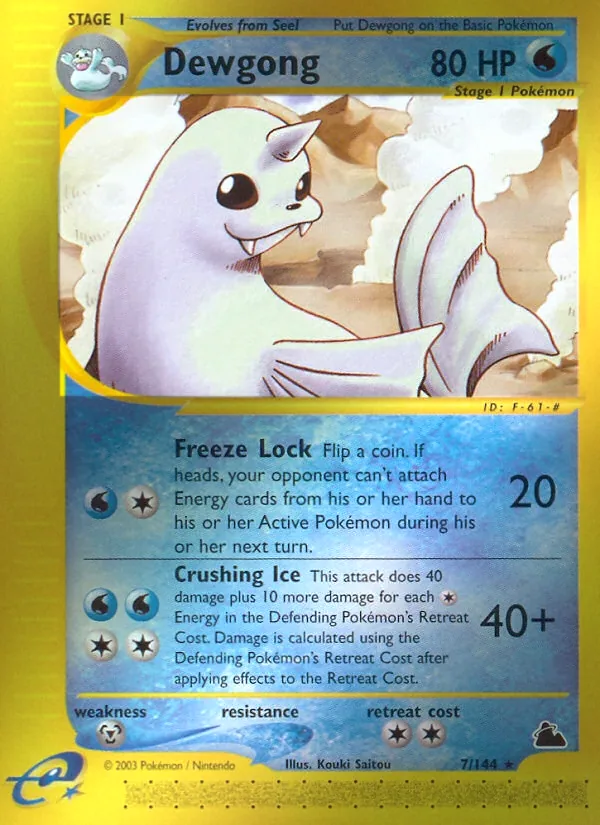 STAGE 1
Evolves from Seel
Put Dewgong on the Basic Pokémon
Dewgong
80 HP
Stage 1 Pokémon
ID: F-61-#
Freeze Lock Flip a coin. If
heads, your opponent can't attach
Energy cards from his or her hand to
his or her Active Pokémon during his
or her next turn.
20
Crushing Ice This attack does 40
damage plus 10 more damage for each
Energy in the Defending Pokémon's Retreat
Cost. Damage is calculated using the
Defending Pokémon's Retreat Cost after
applying effects to the Retreat Cost.
40+
weakness
resistance
retreat cost
© 2003 Pokémon / Nintendo
Illus. Kouki Saitou
7/144 ★
e